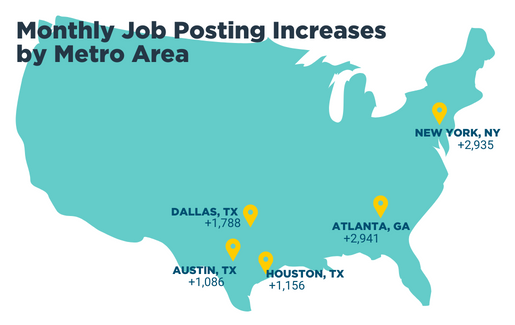 Monthly Job Posting Increases
by Metro Area
NEW YORK, NY
+2,935
DALLAS, TX
+1,788
ATLANTA, GA
+2,941
AUSTIN, TX
+1,086
HOUSTON, TX
+1,156